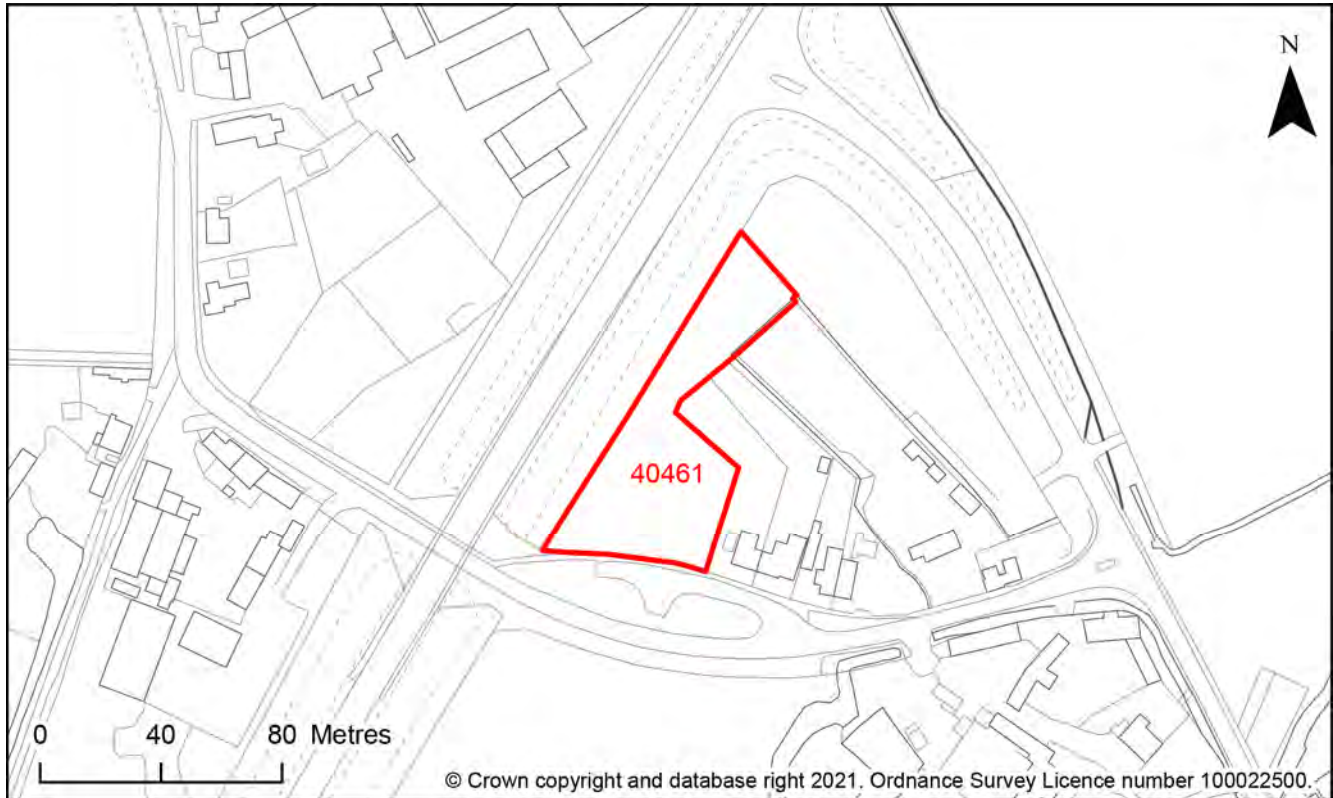 N
40461
0 40 80 Metres
© Crown copyright and database right 2021. Ordnance Survey Licence number 100022500.